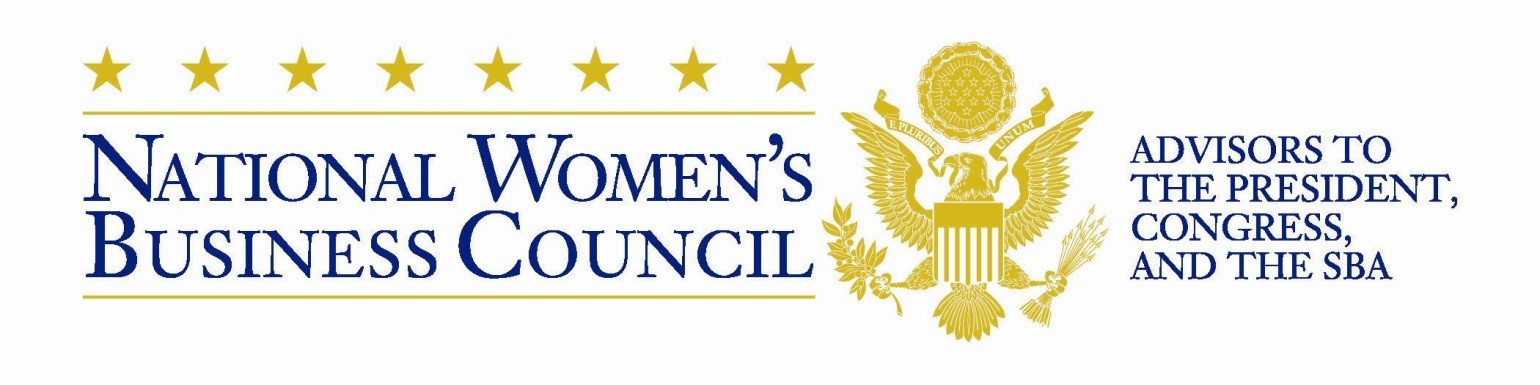 NATIONAL WOMEN'S
BUSINESS COUNCIL
E PLURIBUS UNUM
ADVISORS TO
THE PRESIDENT,
CONGRESS,
AND THE SBA